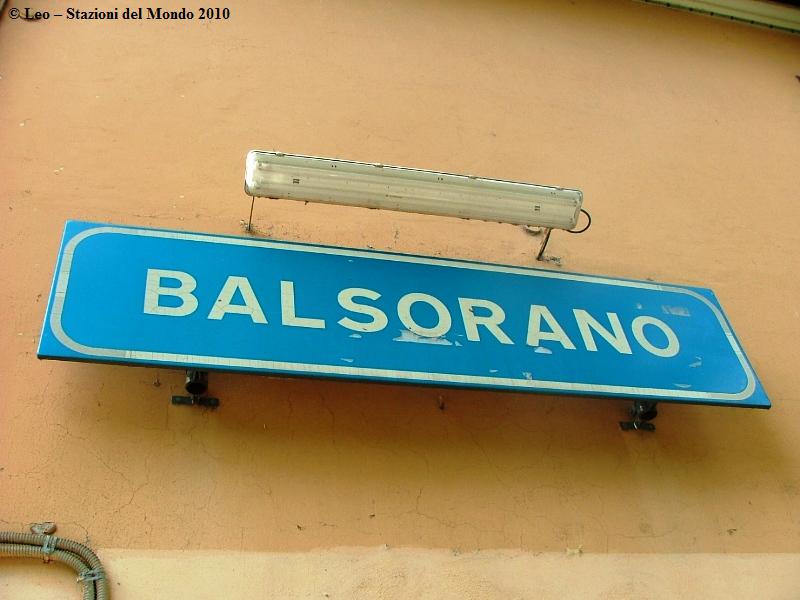 © Leo – Stazioni del Mondo 2010
BALSORANO